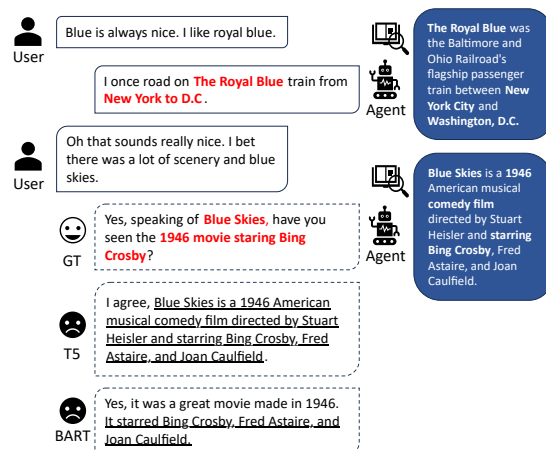 Blue is always nice. I like royal blue.
User
I once road on The Royal Blue train from
New York to D.C.
Agent
The Royal Blue was
the Baltimore and
Ohio Railroad's
flagship passenger
train between New
York City and
Washington, D.C.
Oh that sounds really nice. I bet
there was a lot of scenery and blue
skies.
User
Yes, speaking of Blue Skies, have you
seen the 1946 movie staring Bing
Crosby?
GT
Agent
Blue Skies is a 1946
American musical
comedy film
directed by Stuart
Heisler and starring
Bing Crosby, Fred
Astaire, and Joan
Caulfield.
I agree, Blue Skies is a 1946 American
musical comedy film directed by Stuart
Heisler and starring Bing Crosby, Fred
Astaire, and Joan Caulfield.
T5
Yes, it was a great movie made in 1946.
It starred Bing Crosby, Fred Astaire, and
Joan Caulfield.
BART